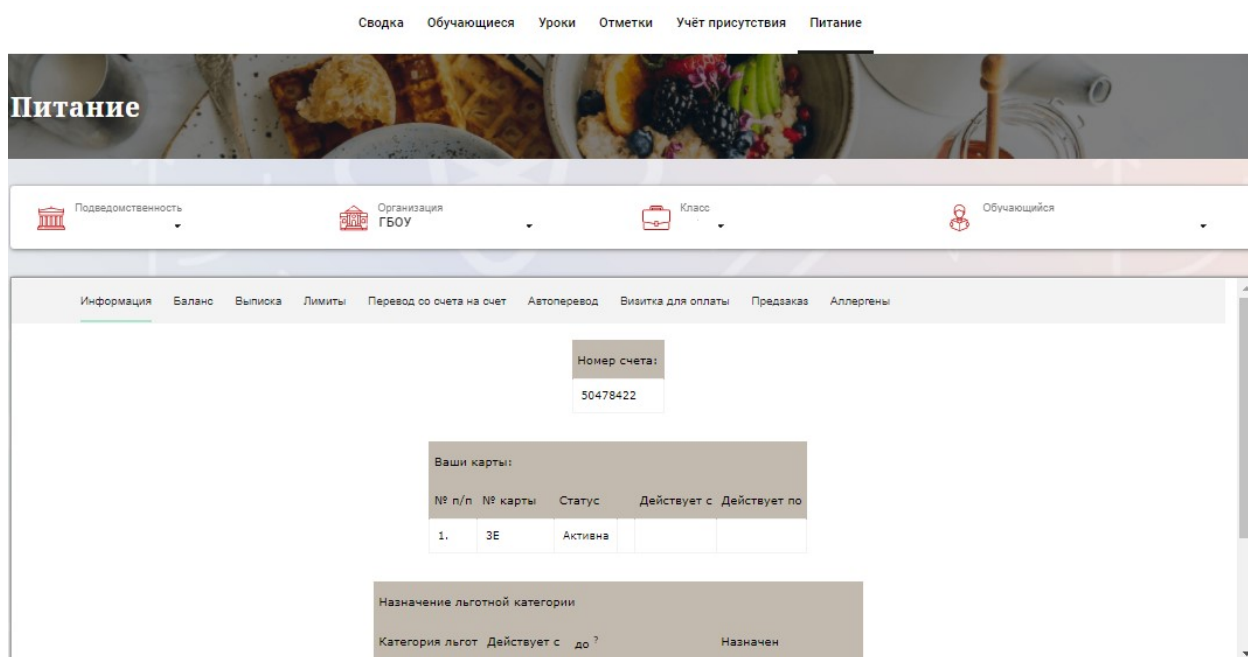 Сводка Обучающиеся Уроки Отметки Учёт присутствия Питание
Питание
Подведомственность Организация Класс Обучающийся
ГБОУ
Информация Баланс Выписка Лимиты Перевод со счета на счет Автоперевод Визитка для оплаты Предзаказ Аллергены
Номер счета:
50478422
Ваши карты:
№ п/п № карты Статус Действует с Действует по
1. 3E Активна
Назначение льготной категории
Категория льгот Действует с до ? Назначен